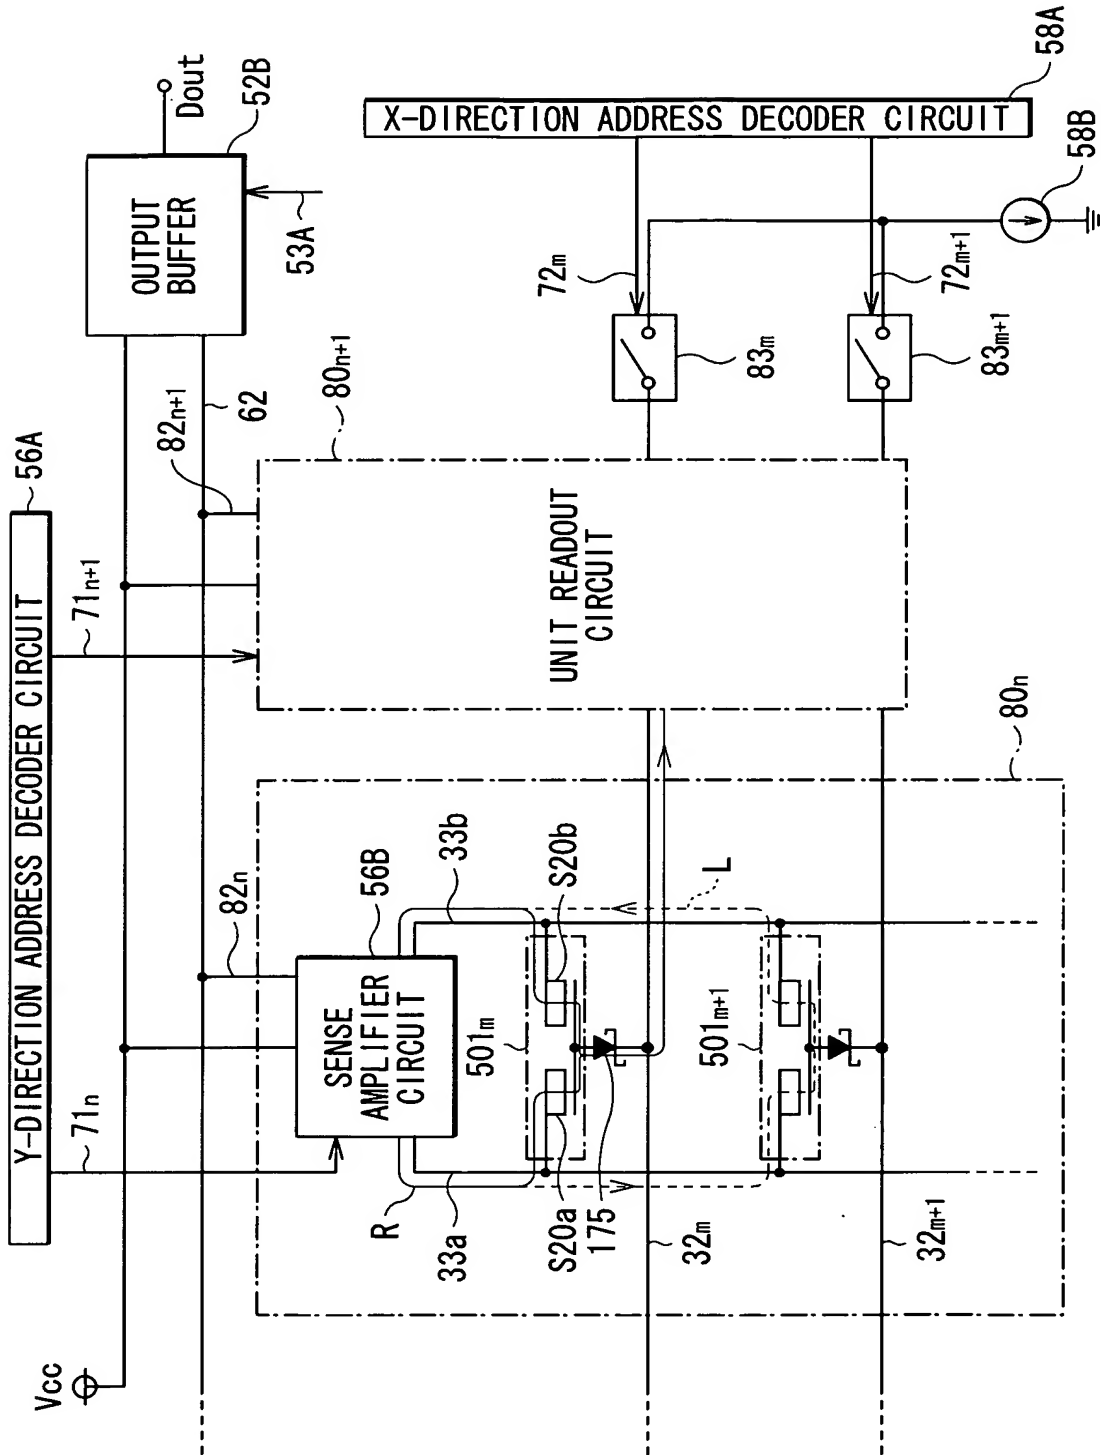 Vcc
Y-DIRECTION ADDRESS DECODER CIRCUIT
56A
71n
82n
71n+1
82n+1
62
OUTPUT
BUFFER
Dout
52B
53A
SENSE
AMPLIFIER
CIRCUIT
56B
33b
R
33a
501m
S20b
S20a
175
32m
L
501m+1
32m+1
80n
UNIT READOUT
CIRCUIT
80n+1
72m
83m
72m+1
83m+1
X-DIRECTION ADDRESS DECODER CIRCUIT
58A
58B